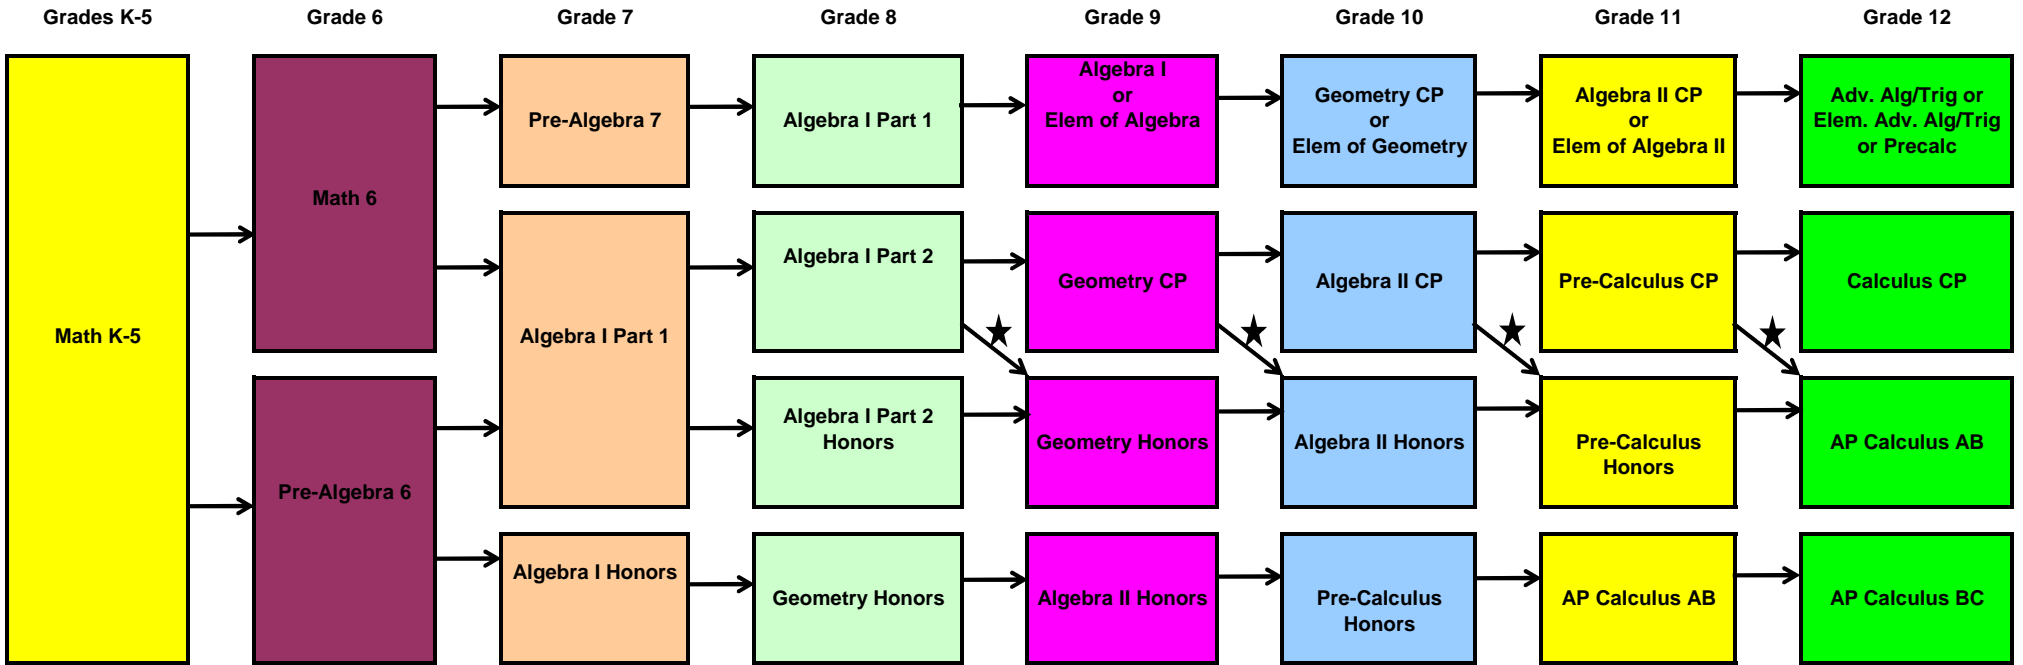 Grades K-5
Grade 6
Grade 7
Grade 8
Grade 9
Grade 10
Grade 11
Grade 12
Math K-5
Math 6
Pre-Algebra 6
Pre-Algebra 7
Algebra I Part 1
Algebra I Honors
Algebra I Part 1
Algebra I Part 2
Algebra I Part 2
Honors
Geometry Honors
Algebra I
or
Elem of Algebra
Geometry CP
Geometry Honors
Algebra II Honors
Geometry CP
or
Elem of Geometry
Algebra II CP
Algebra II Honors
Pre-Calculus
Honors
Algebra II CP
or
Elem of Algebra II
Pre-Calculus CP
Pre-Calculus
Honors
AP Calculus AB
Adv. Alg/Trig or
Elem. Adv. Alg/Trig
or Precalc
Calculus CP
AP Calculus AB
AP Calculus BC